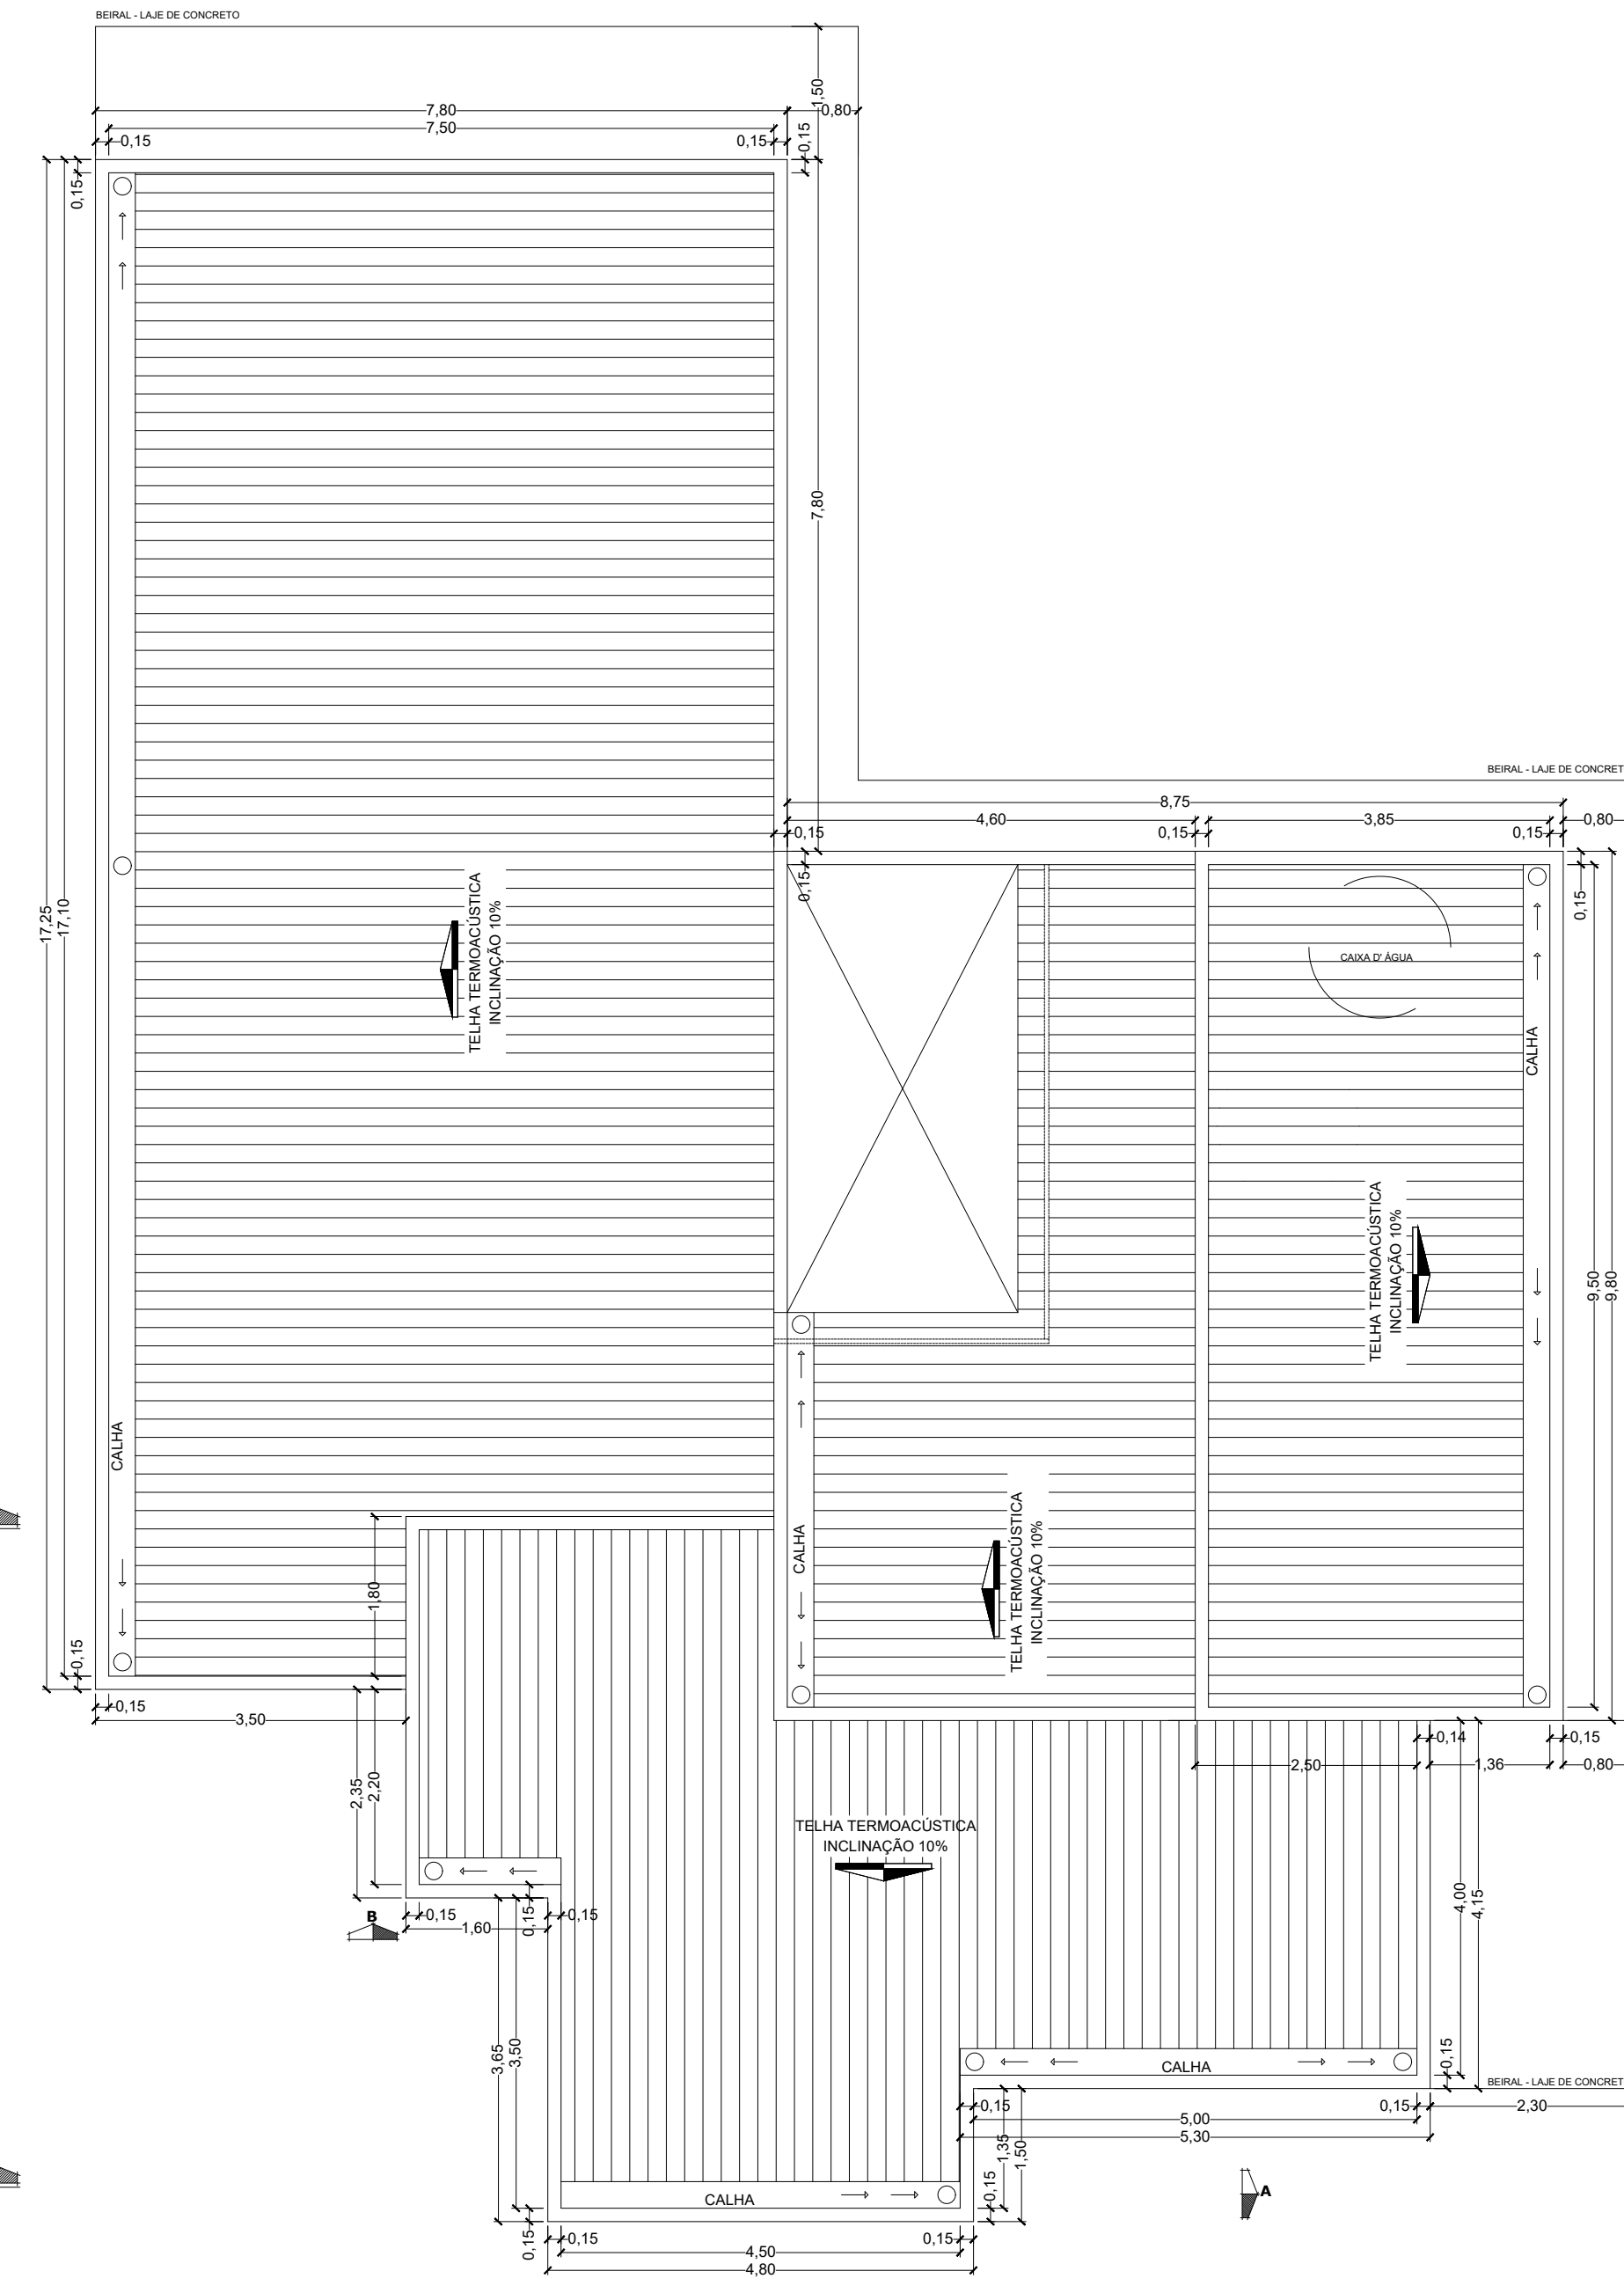 BEIRAL - LAJE DE CONCRETO
1,50
7,80
0,80
7,50
0,15
0,15
0,15
0,15
7,80
BEIRAL - LAJE DE CONCRET
8,75
4,60
3,85
0,80
0,15
0,15
0,15
0,15
0,15
17,25
17,10
TELHA TERMOACÚSTICA
INCLINAÇÃO 10%
CAIXA D' ÁGUA
CALHA
TELHA TERMOACÚSTICA
INCLINAÇÃO 10%
9,50
9,80
CALHA
CALHA
TELHA TERMOACÚSTICA
INCLINAÇÃO 10%
1,80
0,15
0,15
3,50
0,14
0,15
2,50
1,36
0,80
2,35
2,20
TELHA TERMOACÚSTICA
INCLINAÇÃO 10%
4,00
4,15
B
0,15
0,15
0,15
1,60
3,65
3,50
CALHA
0,15
BEIRAL - LAJE DE CONCRET
0,15
0,15
2,30
5,00
5,30
1,35
1,50
0,15
A
CALHA
0,15
0,15
0,15
4,50
4,80